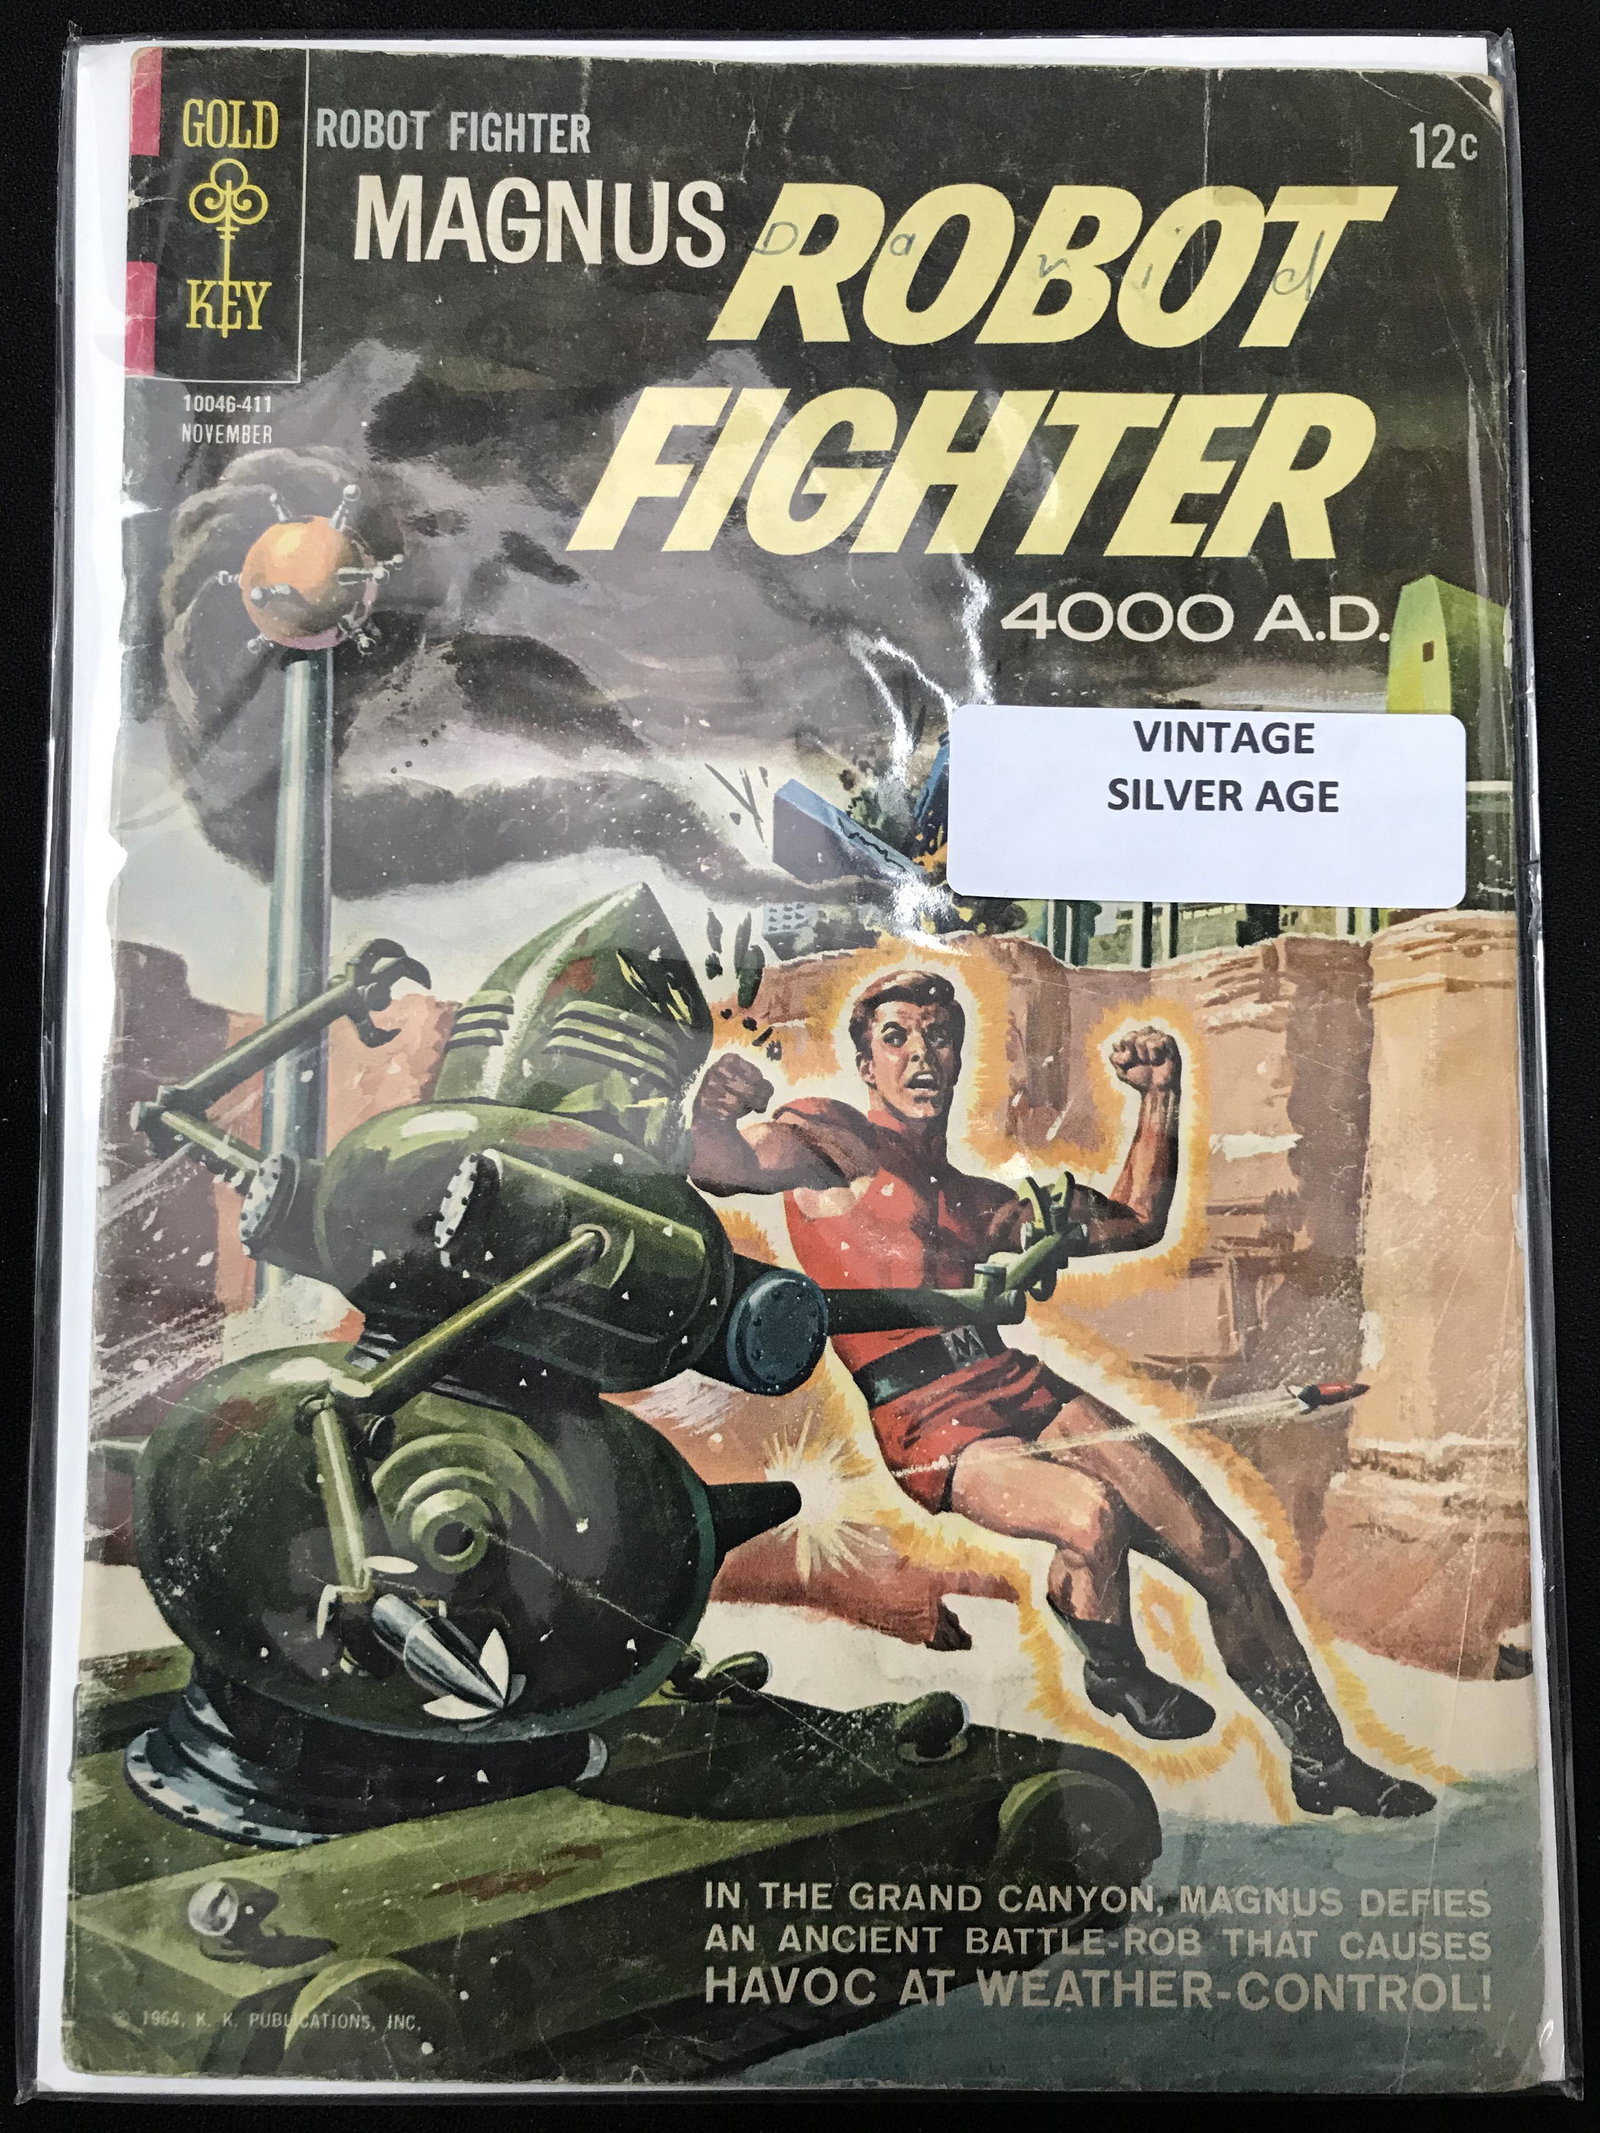 GOLD
KEY
ROBOT FIGHTER
12c
MAGNUS ROBOT
David
FIGHTER
4000 A.D.
10046-411
NOVEMBER
VINTAGE
SILVER AGE
M
IN THE GRAND CANYON, MAGNUS DEFIES
AN ANCIENT BATTLE-ROB THAT CAUSES
HAVOC AT WEATHER-CONTROL!
© 1964, K. K. PUBLICATIONS, INC.